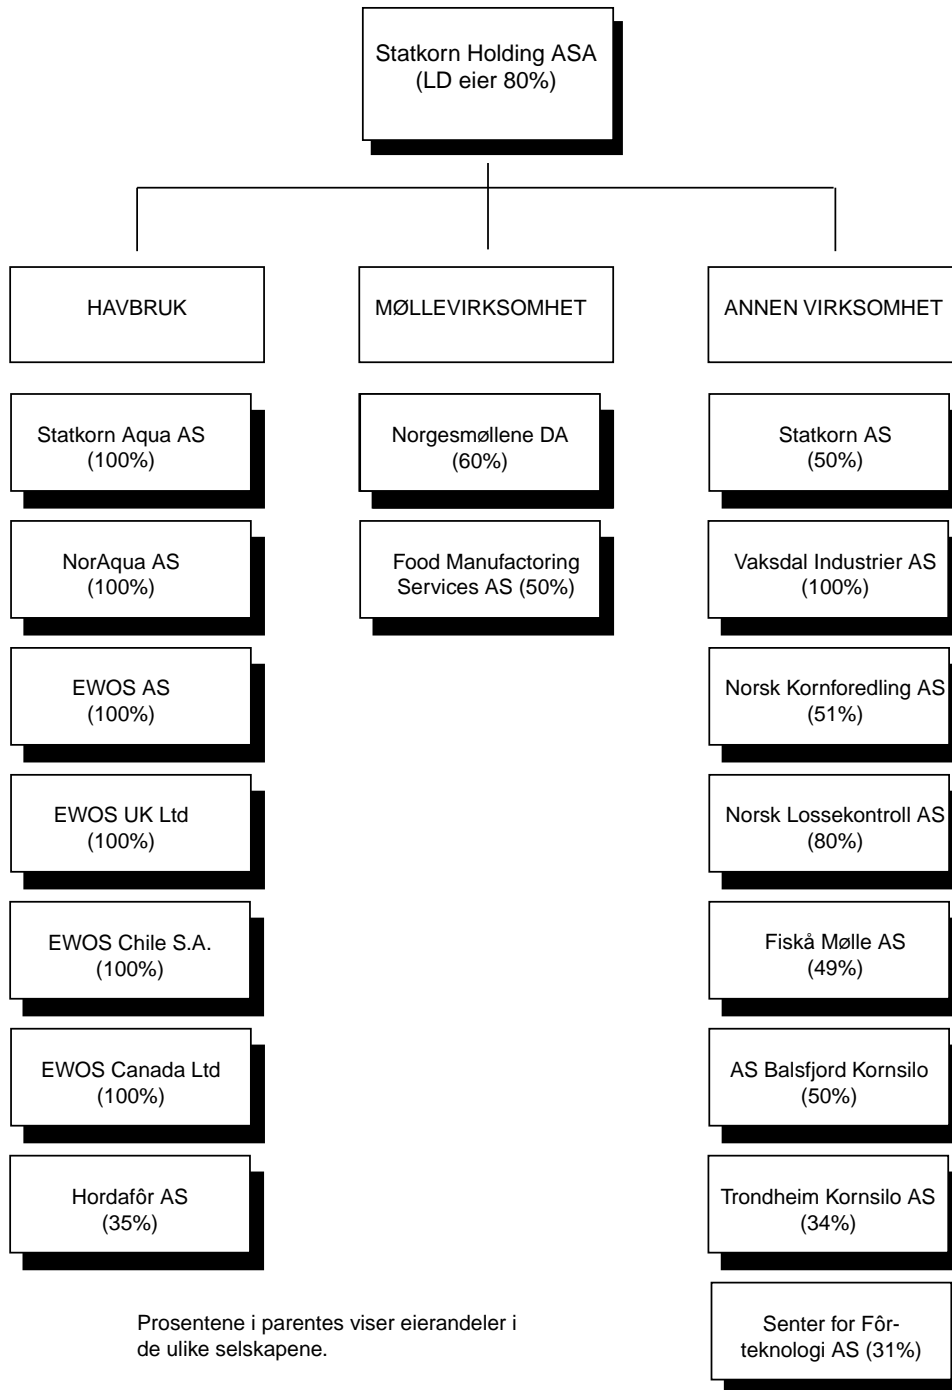 Statkorn Holding ASA
(LD eier 80%)
HAVBRUK
MØLLEVIRKSOMHET
ANNEN VIRKSOMHET
Statkorn Aqua AS
(100%)
NorAqua AS
(100%)
EWOS AS
(100%)
EWOS UK Ltd
(100%)
EWOS Chile S.A.
(100%)
EWOS Canada Ltd
(100%)
Hordafôr AS
(35%)
Norgesmøllene DA
(60%)
Food Manufactoring
Services AS (50%)
Statkorn AS
(50%)
Vaksdal Industrier AS
(100%)
Norsk Kornforedling AS
(51%)
Norsk Lossekontroll AS
(80%)
Fiskå Mølle AS
(49%)
AS Balsfjord Kornsilo
(50%)
Trondheim Kornsilo AS
(34%)
Senter for Fôr-
teknologi AS (31%)
Prosentene i parentes viser eierandeler i
de ulike selskapene.